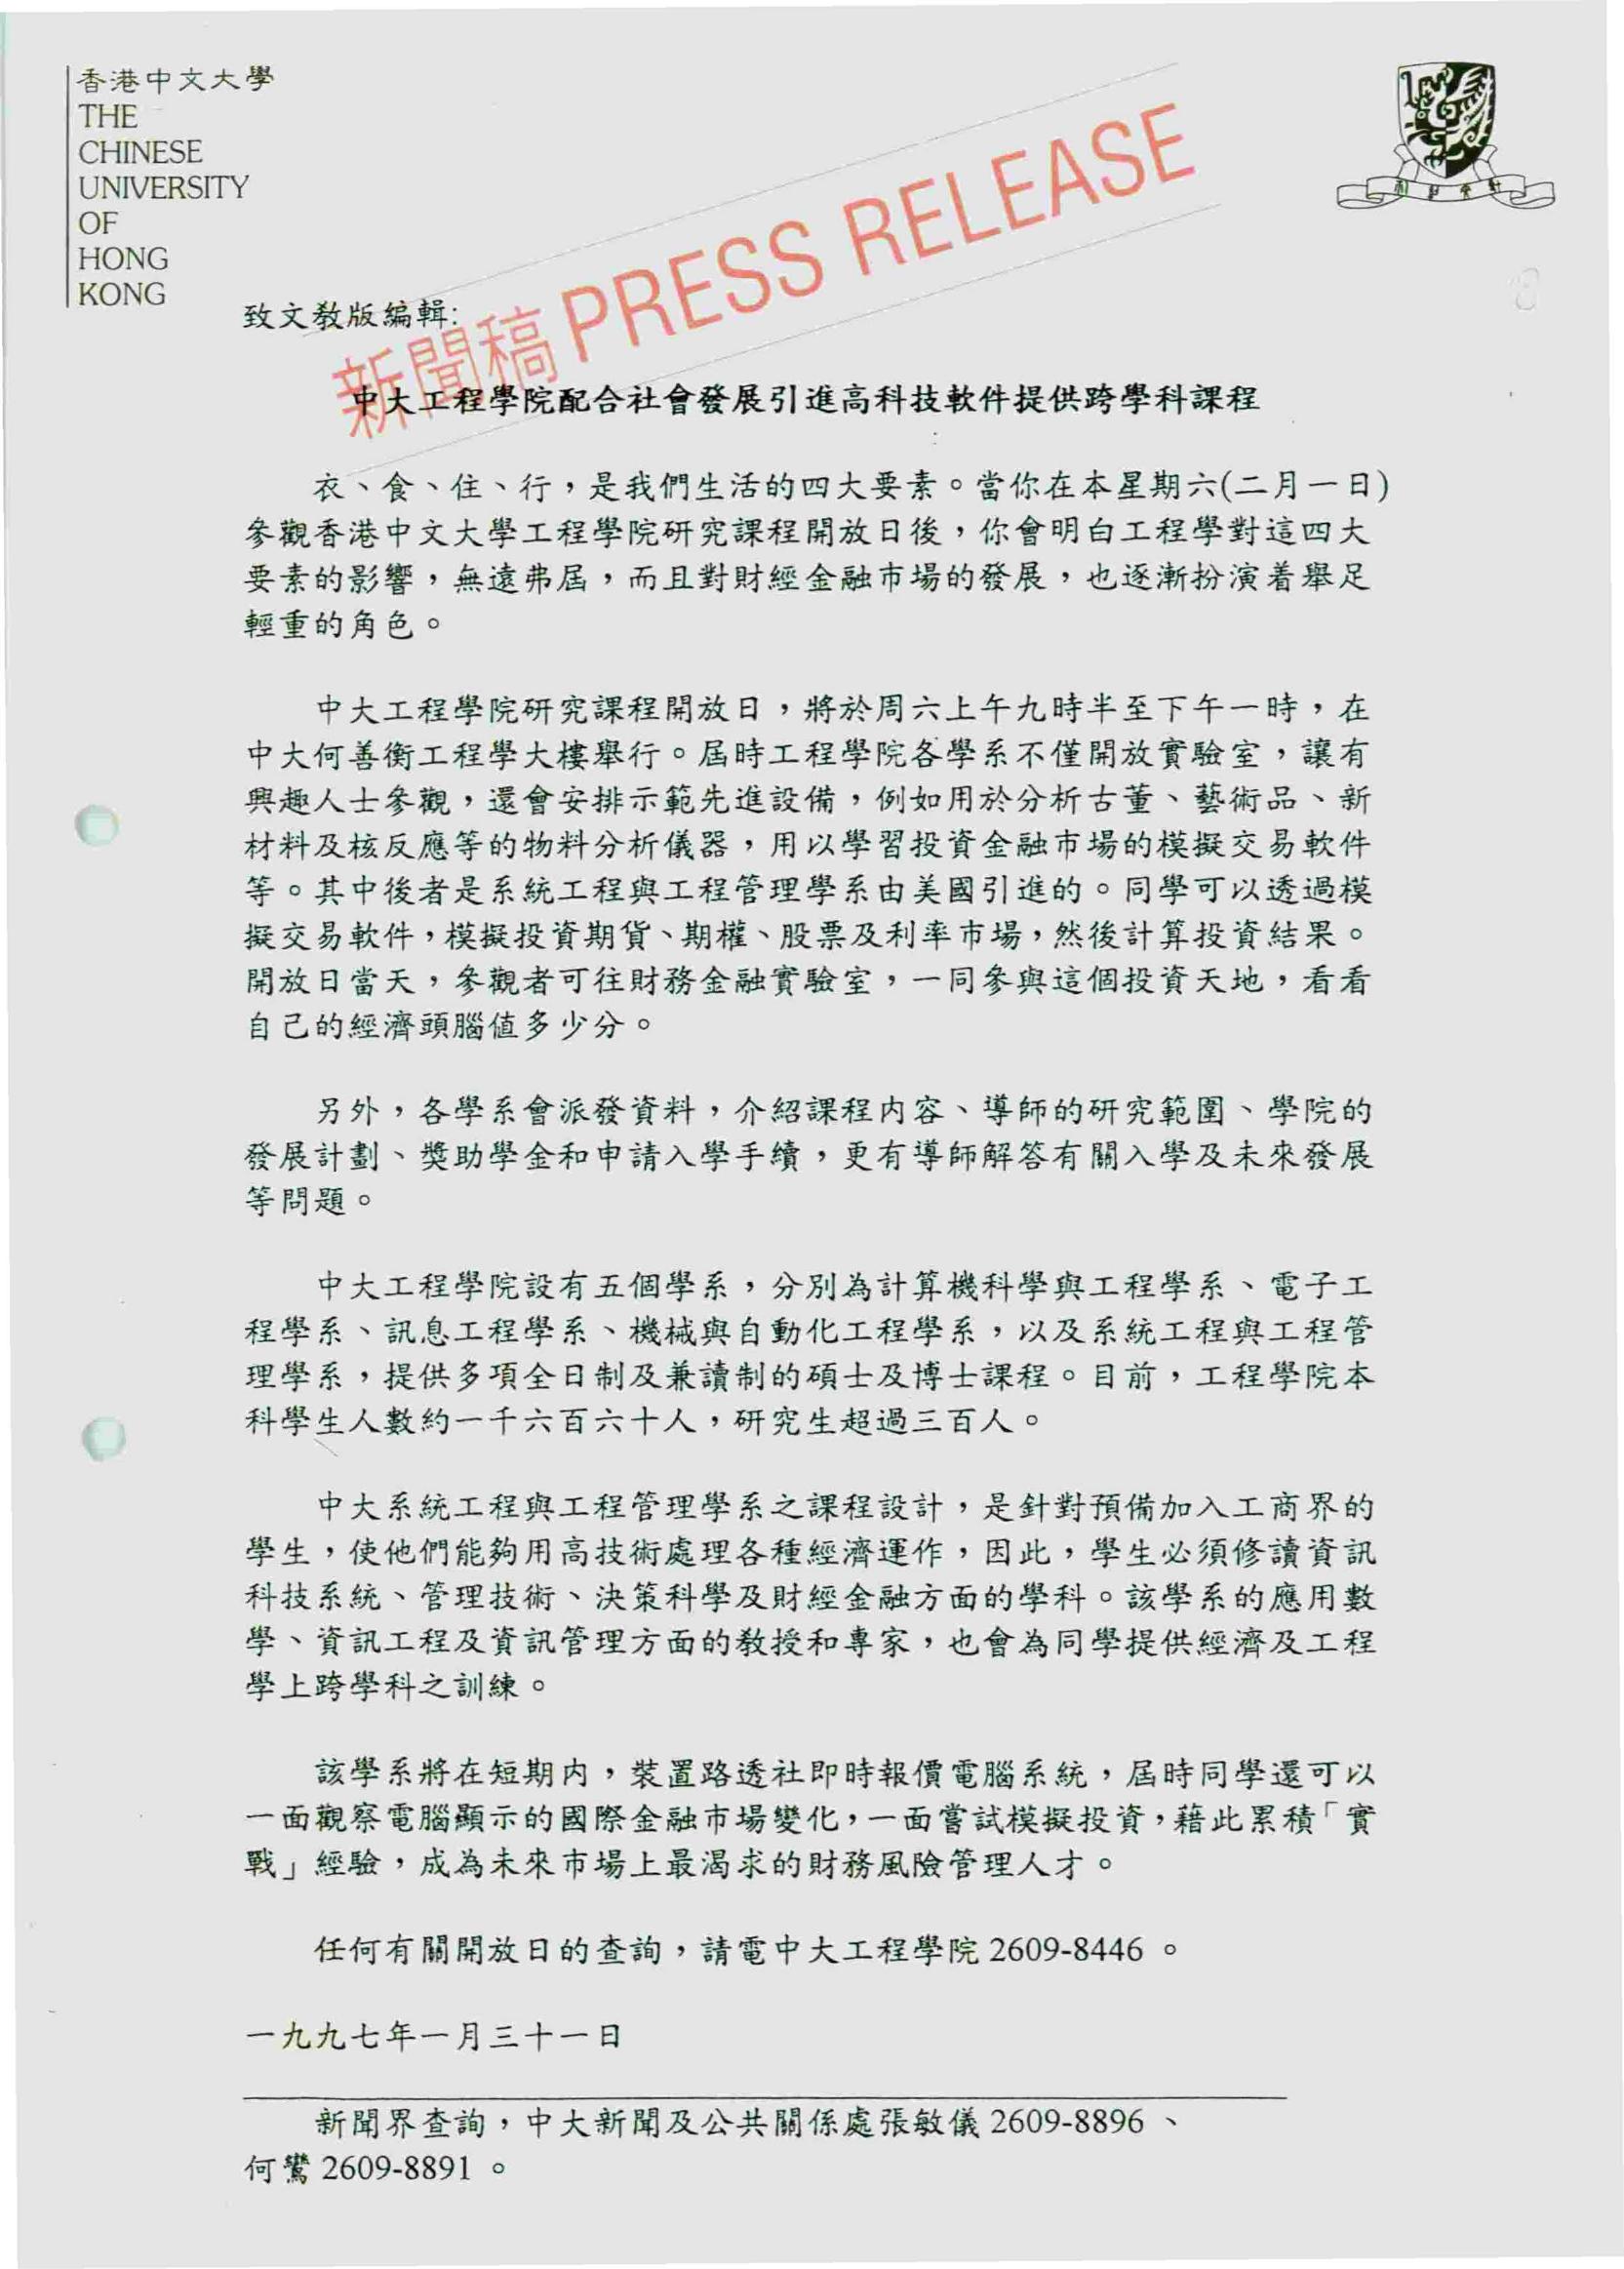 香港中文大學
THE
CHINESE
UNIVERSITY
OF
HONG
KONG
新聞稿 PRESS RELEASE
致文教版編輯:
中大工程學院配合社會發展引進高科技軟件提供跨學科課程
衣、食、住、行，是我們生活的四大要素。當你在本星期六(二月一日)
參觀香港中文大學工程學院研究課程開放日後，你會明白工程學對這四大
要素的影響，無遠弗屆，而且對財經金融市場的發展，也逐漸扮演着舉足
輕重的角色。
中大工程學院研究課程開放日，將於周六上午九時半至下午一時，在
中大何善衡工程學大樓舉行。屆時工程學院各學系不僅開放實驗室，讓有
興趣人士參觀，還會安排示範先進設備，例如用於分析古董、藝術品、新
材料及核反應等的物料分析儀器，用以學習投資金融市場的模擬交易軟件
等。其中後者是系統工程與工程管理學系由美國引進的。同學可以透過模
擬交易軟件，模擬投資期貨、期權、股票及利率市場，然後計算投資結果。
開放日當天，參觀者可往財務金融實驗室，一同參與這個投資天地，看看
自己的經濟頭腦值多少分。
另外，各學系會派發資料，介紹課程內容、導師的研究範圍、學院的
發展計劃、獎助學金和申請入學手續，更有導師解答有關入學及未來發展
等問題。
中大工程學院設有五個學系，分別為計算機科學與工程學系、電子工
程學系、訊息工程學系、機械與自動化工程學系，以及系統工程與工程管
理學系，提供多項全日制及兼讀制的碩士及博士課程。目前，工程學院本
科學生人數約一千六百六十人，研究生超過三百人。
中大系統工程與工程管理學系之課程設計，是針對預備加入工商界的
學生，使他們能夠用高技術處理各種經濟運作，因此，學生必須修讀資訊
科技系統、管理技術、決策科學及財經金融方面的學科。該學系的應用數
學、資訊工程及資訊管理方面的教授和專家，也會為同學提供經濟及工程
學上跨學科之訓練。
該學系將在短期內，裝置路透社即時報價電腦系統，屆時同學還可以
一面觀察電腦顯示的國際金融市場變化，一面嘗試模擬投資，藉此累積「實
戰」經驗，成為未來市場上最渴求的財務風險管理人才。
任何有關開放日的查詢，請電中大工程學院 2609-8446 。
一九九七年一月三十一日
新聞界查詢，中大新聞及公共關係處張敏儀 2609-8896 、
何鸞 2609-8891 。